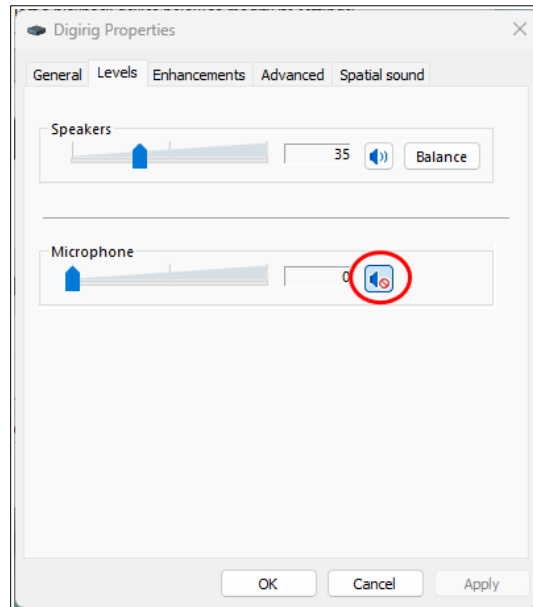 Digirig Properties
General Levels Enhancements Advanced Spatial sound
Speakers
35 Balance
Microphone
0
OK Cancel Apply